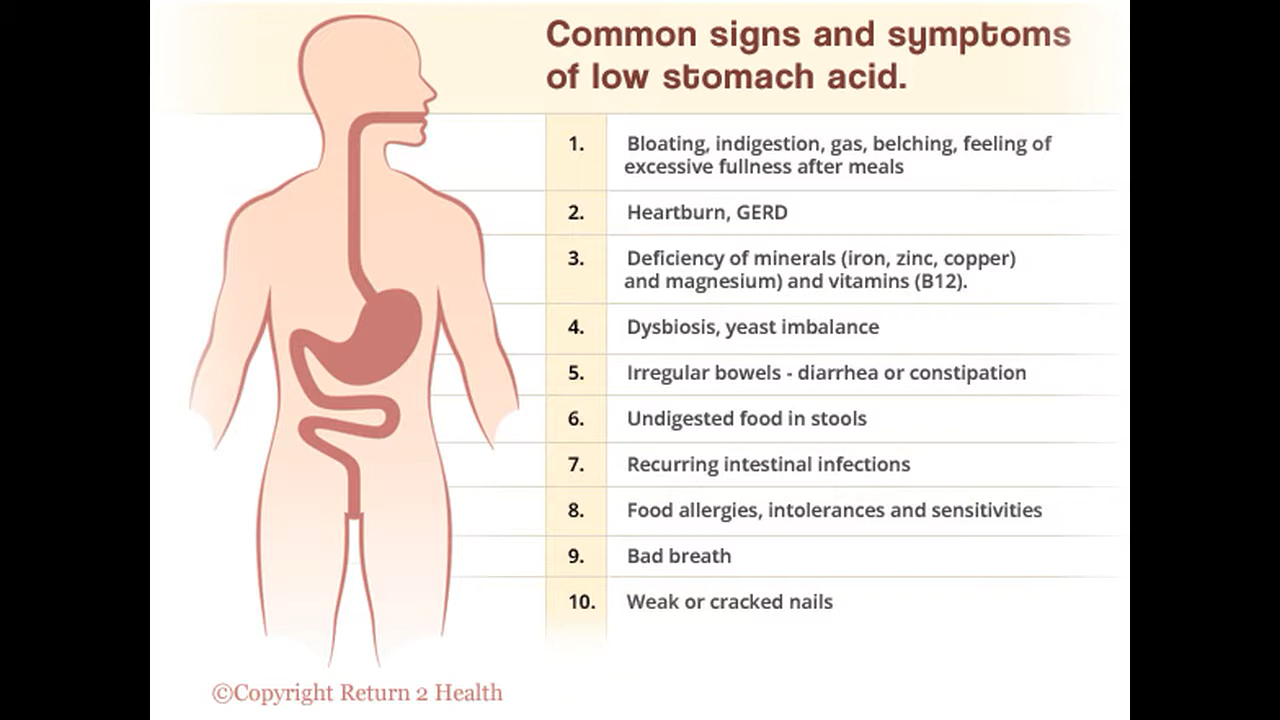 Common signs and symptoms
of low stomach acid.
1. Bloating, indigestion, gas, belching, feeling of
excessive fullness after meals
2. Heartburn, GERD
3. Deficiency of minerals (iron, zinc, copper)
and magnesium) and vitamins (B12).
4. Dysbiosis, yeast imbalance
5. Irregular bowels - diarrhea or constipation
6. Undigested food in stools
7. Recurring intestinal infections
8. Food allergies, intolerances and sensitivities
9. Bad breath
10. Weak or cracked nails
©Copyright Return 2 Health